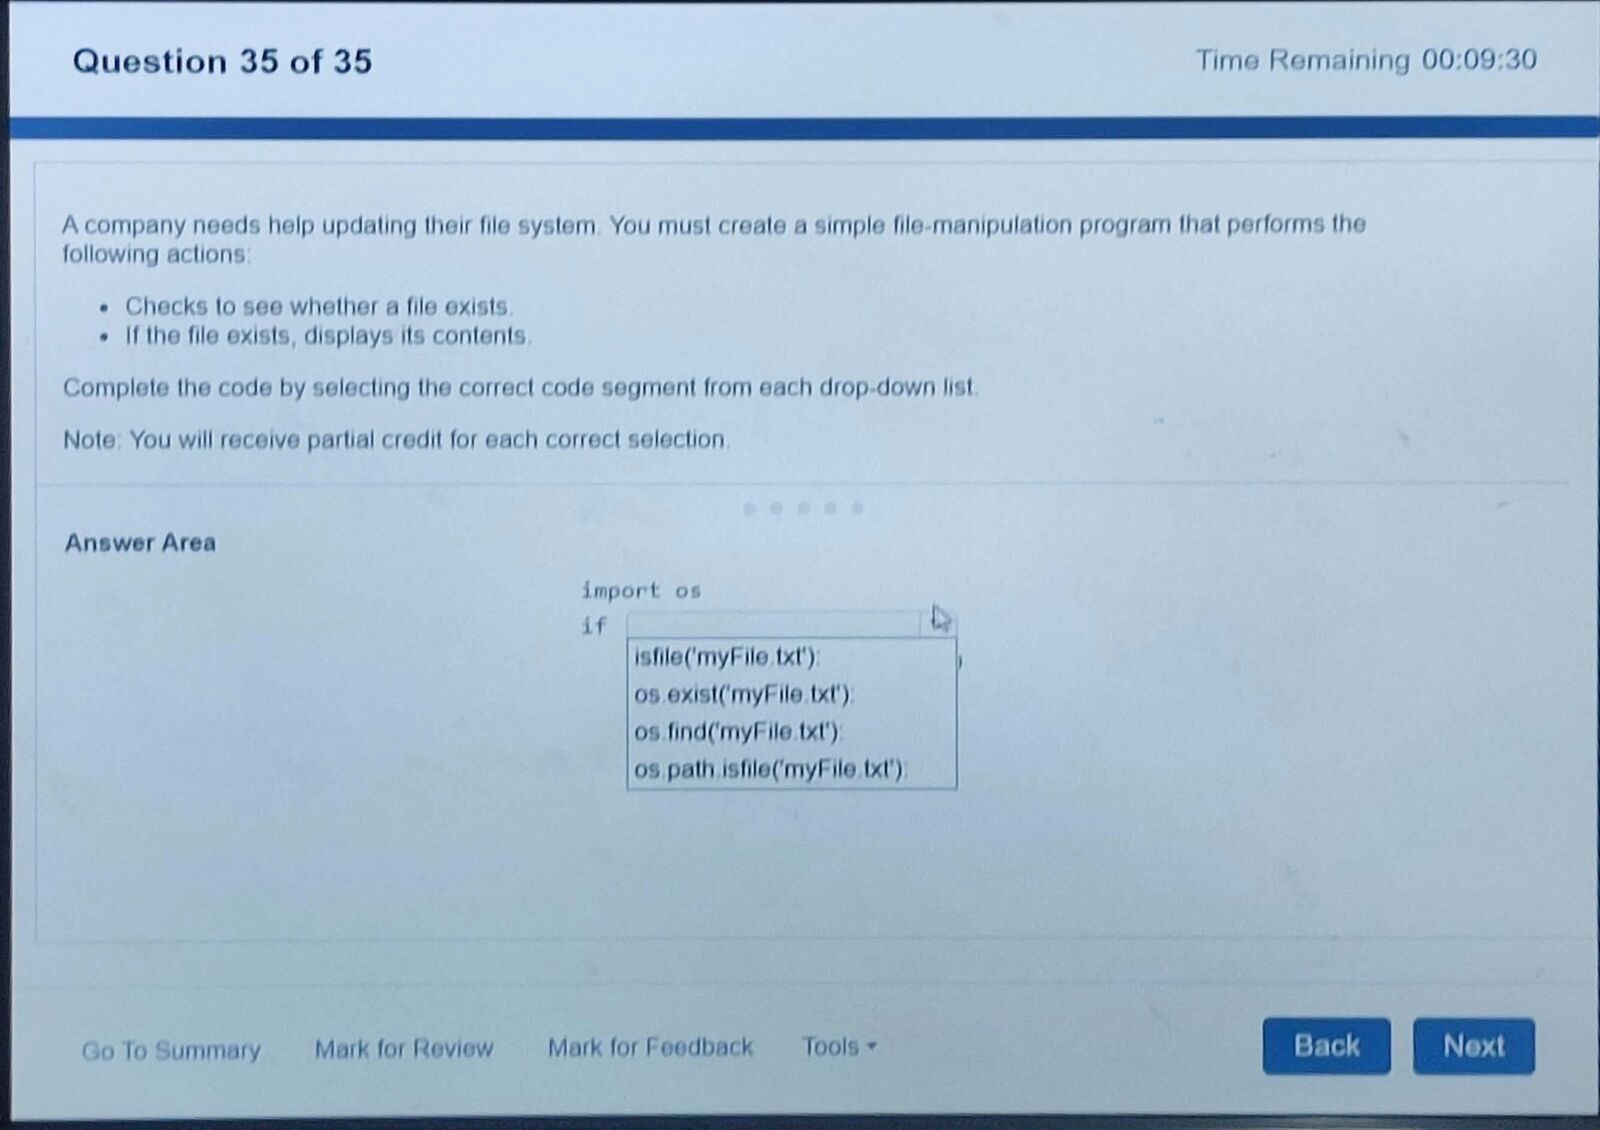 Question 35 of 35
Time Remaining 00:09:30
A company needs help updating their file system. You must create a simple file-manipulation program that performs the
following actions:
• Checks to see whether a file exists.
• If the file exists, displays its contents.
Complete the code by selecting the correct code segment from each drop-down list.
Note: You will receive partial credit for each correct selection.
Answer Area
import os
if
isfile('myFile.txt'):
os.exist('myFile.txt'):
os.find('myFile.txt'):
os.path.isfile('myFile.txt'):
Go To Summary
Mark for Review
Mark for Feedback
Tools
Back
Next